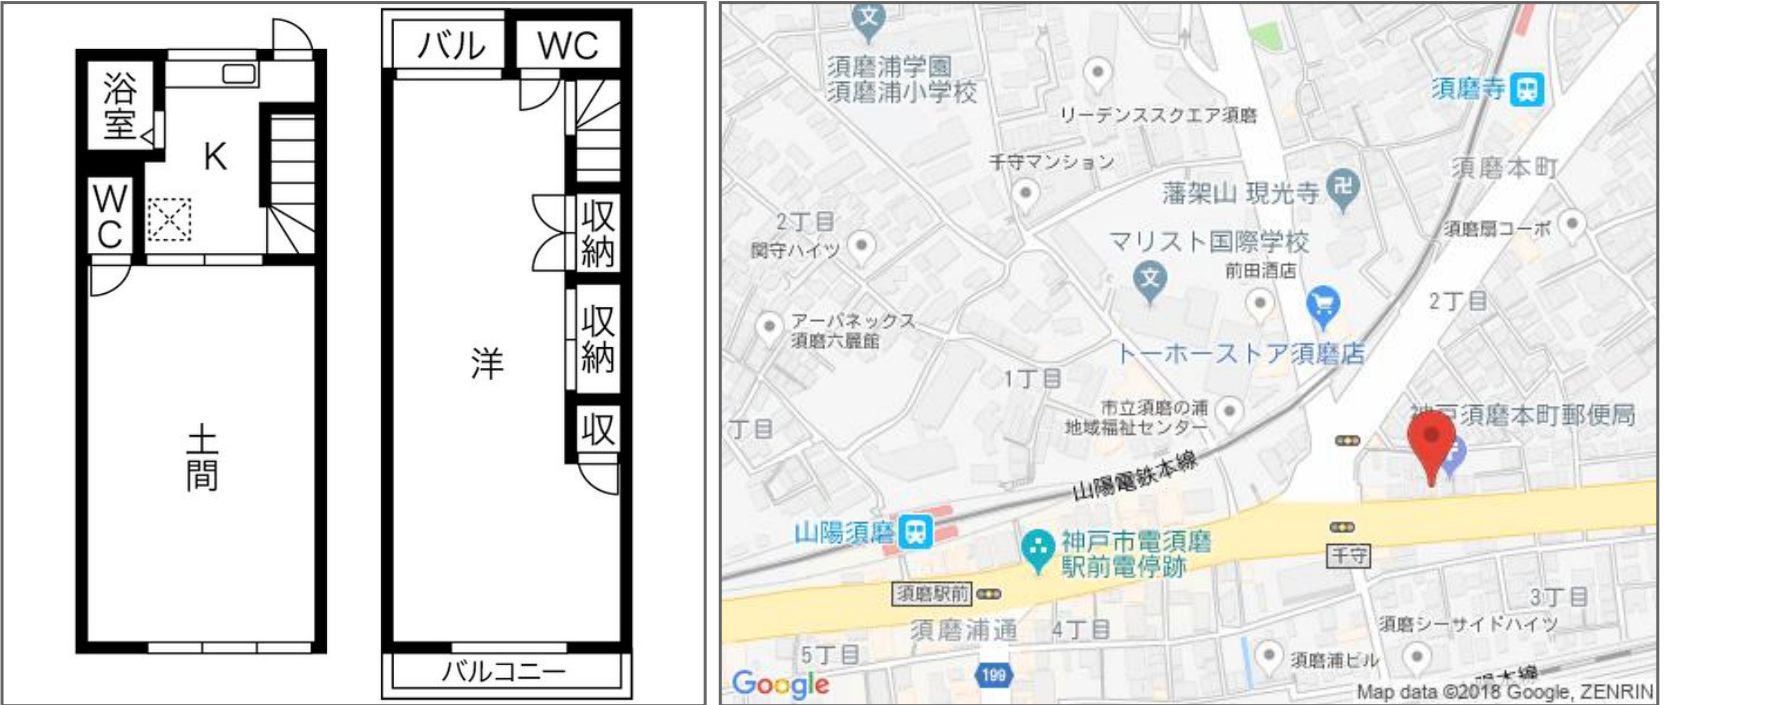 バル
WC
浴
室
K
W
C
収
納
収
納
洋
収
土
間
バルコニー
須磨浦学園
須磨浦小学校
リーデンススクエア須磨
須磨寺
千守マンション
須磨本町
藩架山 現光寺
2丁目
関守ハイツ
マリスト国際学校
須磨扇コーポ
前田酒店
2丁目
アーバネックス
須磨六麗館
トーホーストア須磨店
1丁目
市立須磨の浦
地域福祉センター
丁目
神戸須磨本町郵便局
山陽電鉄本線
山陽須磨
神戸市電須磨
駅前電停跡
千守
須磨駅前
3丁目
須磨浦通 4丁目
須磨シーサイドハイツ
5丁目
須磨浦ビル
199
本線
Google
Map data ©2018 Google, ZENRIN